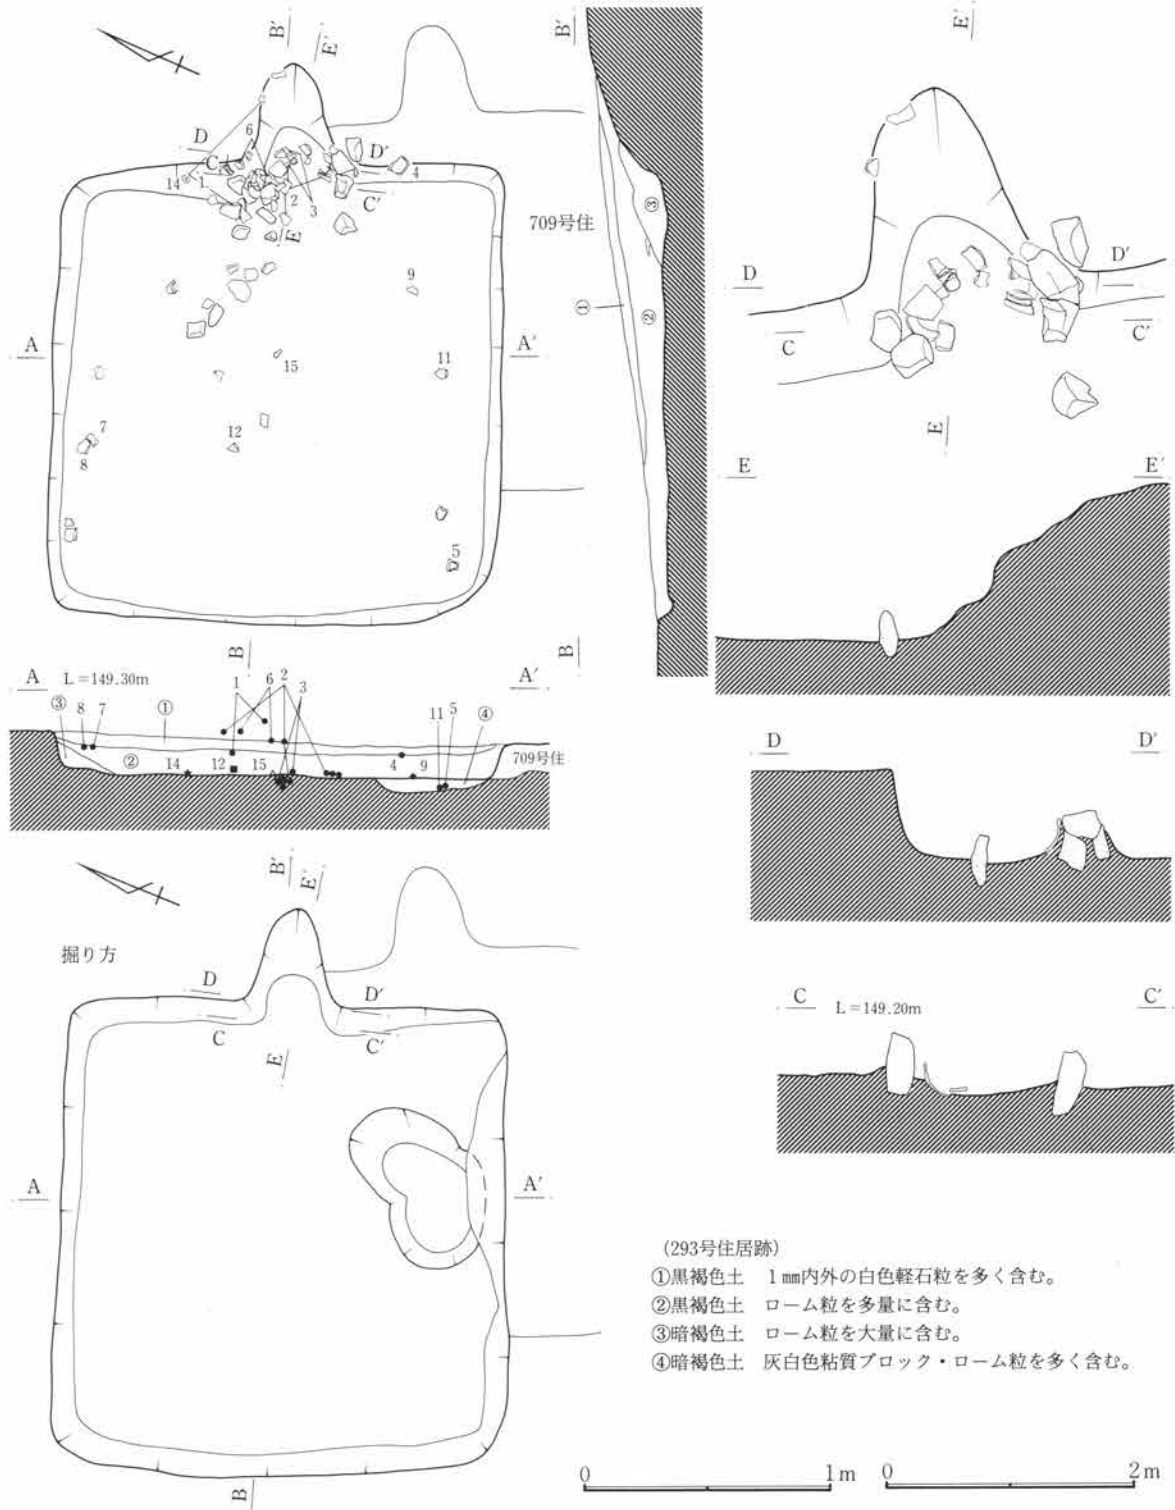 B B'
E'
B'
E'
D
6
C
D'
14
1
4
2
C'
3
E
709号住
③
9
D
D'
C
C'
①
②
A
A'
15
11
12
7
8
E
5
E
E'
B
B
A L=149.30m
A'
1 6 2 3
③ 8 7 ①
11 5 ④
② 14 12 15 4 9
709号住
D
D'
B'
E'
掘り方
D
D'
C
C'
E
C L=149.20m
C'
A
A'
(293号住居跡)
①黒褐色土 1㎜内外の白色軽石粒を多く含む。
②黒褐色土 ローム粒を多量に含む。
③暗褐色土 ローム粒を大量に含む。
④暗褐色土 灰白色粘質ブロック・ローム粒を多く含む。
B
0 1m
0 2m